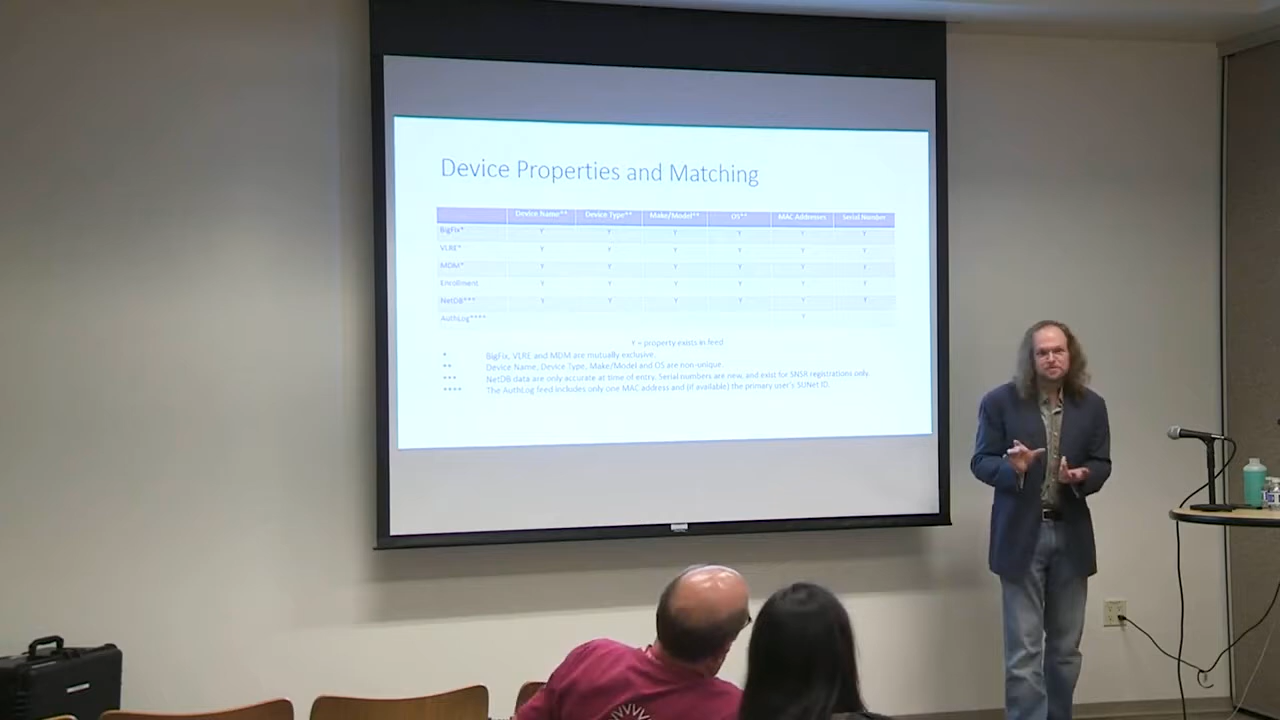 Device Properties and Matching
Device Name** Device Type** Make/Model** OS** MAC Addresses Serial Number
BigFix* Y Y Y Y Y Y
VLRE* Y Y Y Y Y Y
MDM* Y Y Y Y Y Y
Enrollment Y Y Y Y Y Y
NetDB*** Y Y Y Y Y Y
AuthLog**** Y
Y = property exists in feed
* BigFix, VLRE and MDM are mutually exclusive.
** Device Name, Device Type, Make/Model and OS are non-unique.
*** NetDB data are only accurate at time of entry. Serial numbers are new, and exist for SNSR registrations only.
**** The AuthLog feed includes only one MAC address and (if available) the primary user's SUNet ID.